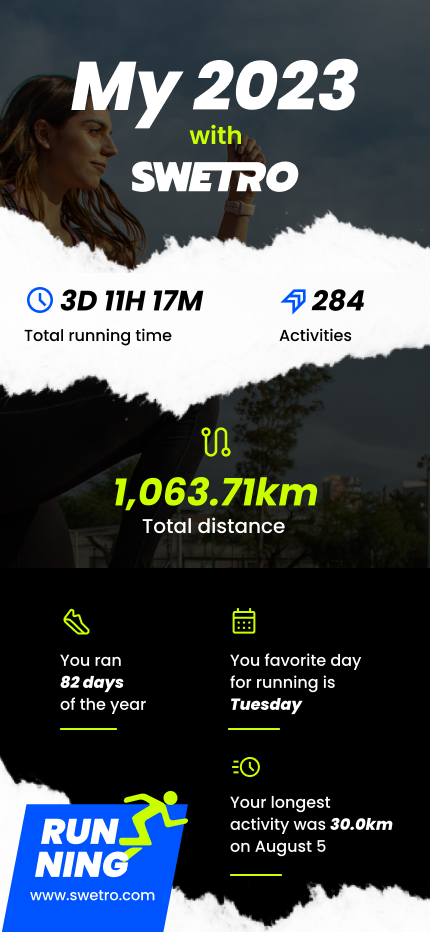 My 2023
with
SWETRO
3D 11H 17M
Total running time
284
Activities
1,063.71km
Total distance
You ran
82 days
of the year
You favorite day
for running is
Tuesday
Your longest
activity was 30.0km
on August 5
RUN
NING
www.swetro.com